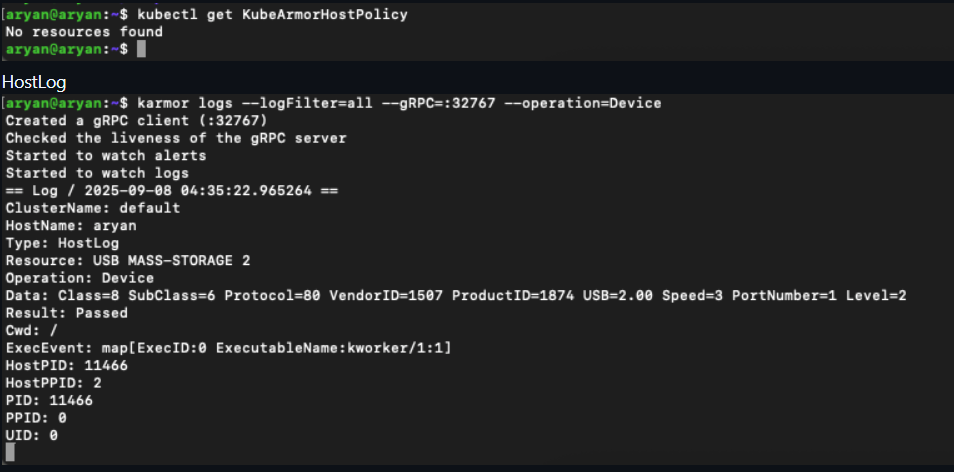 [aryan@aryan:~$ kubectl get KubeArmorHostPolicy
No resources found
aryan@aryan:~$
HostLog
[aryan@aryan:~$ karmor logs --logFilter=all --gRPC=:32767 --operation=Device
Created a gRPC client (:32767)
Checked the liveness of the gRPC server
Started to watch alerts
Started to watch logs
== Log / 2025-09-08 04:35:22.965264 ==
ClusterName: default
HostName: aryan
Type: HostLog
Resource: USB MASS-STORAGE 2
Operation: Device
Data: Class=8 SubClass=6 Protocol=80 VendorID=1507 ProductID=1874 USB=2.00 Speed=3 PortNumber=1 Level=2
Result: Passed
Cwd: /
ExecEvent: map[ExecID:0 ExecutableName:kworker/1:1]
HostPID: 11466
HostPPID: 2
PID: 11466
PPID: 0
UID: 0